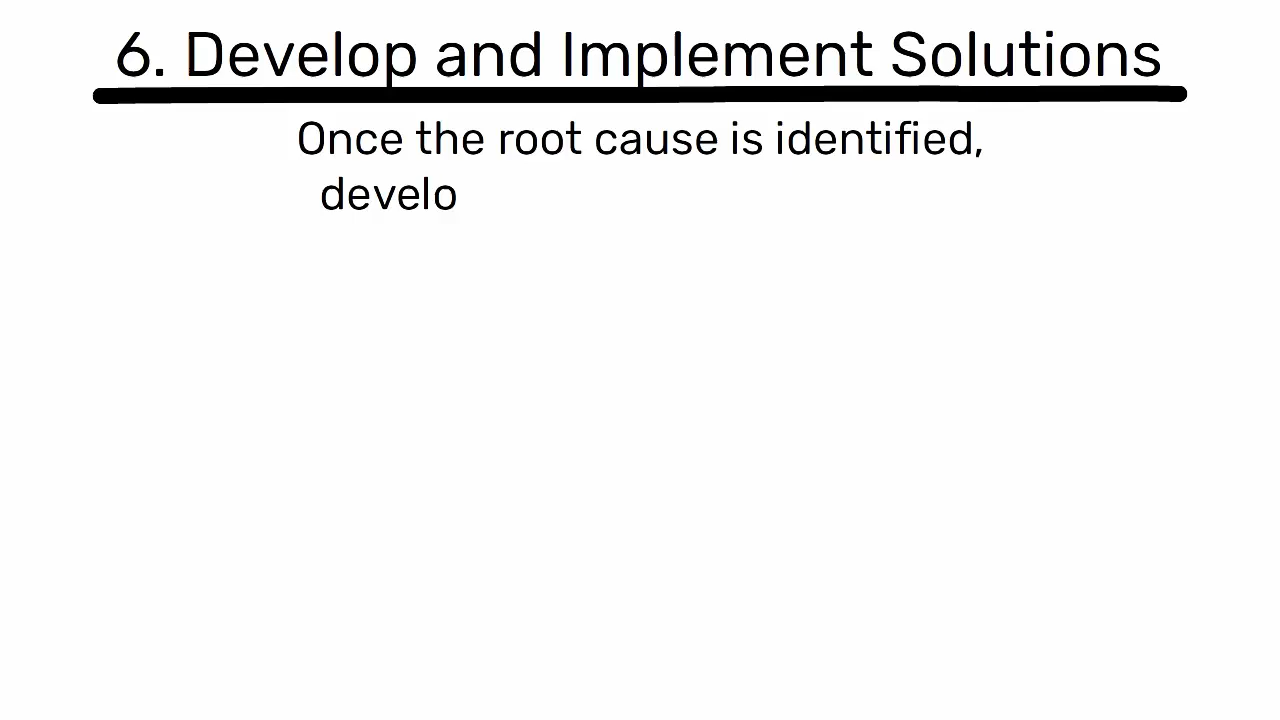 6. Develop and Implement Solutions
Once the root cause is identified,
develo